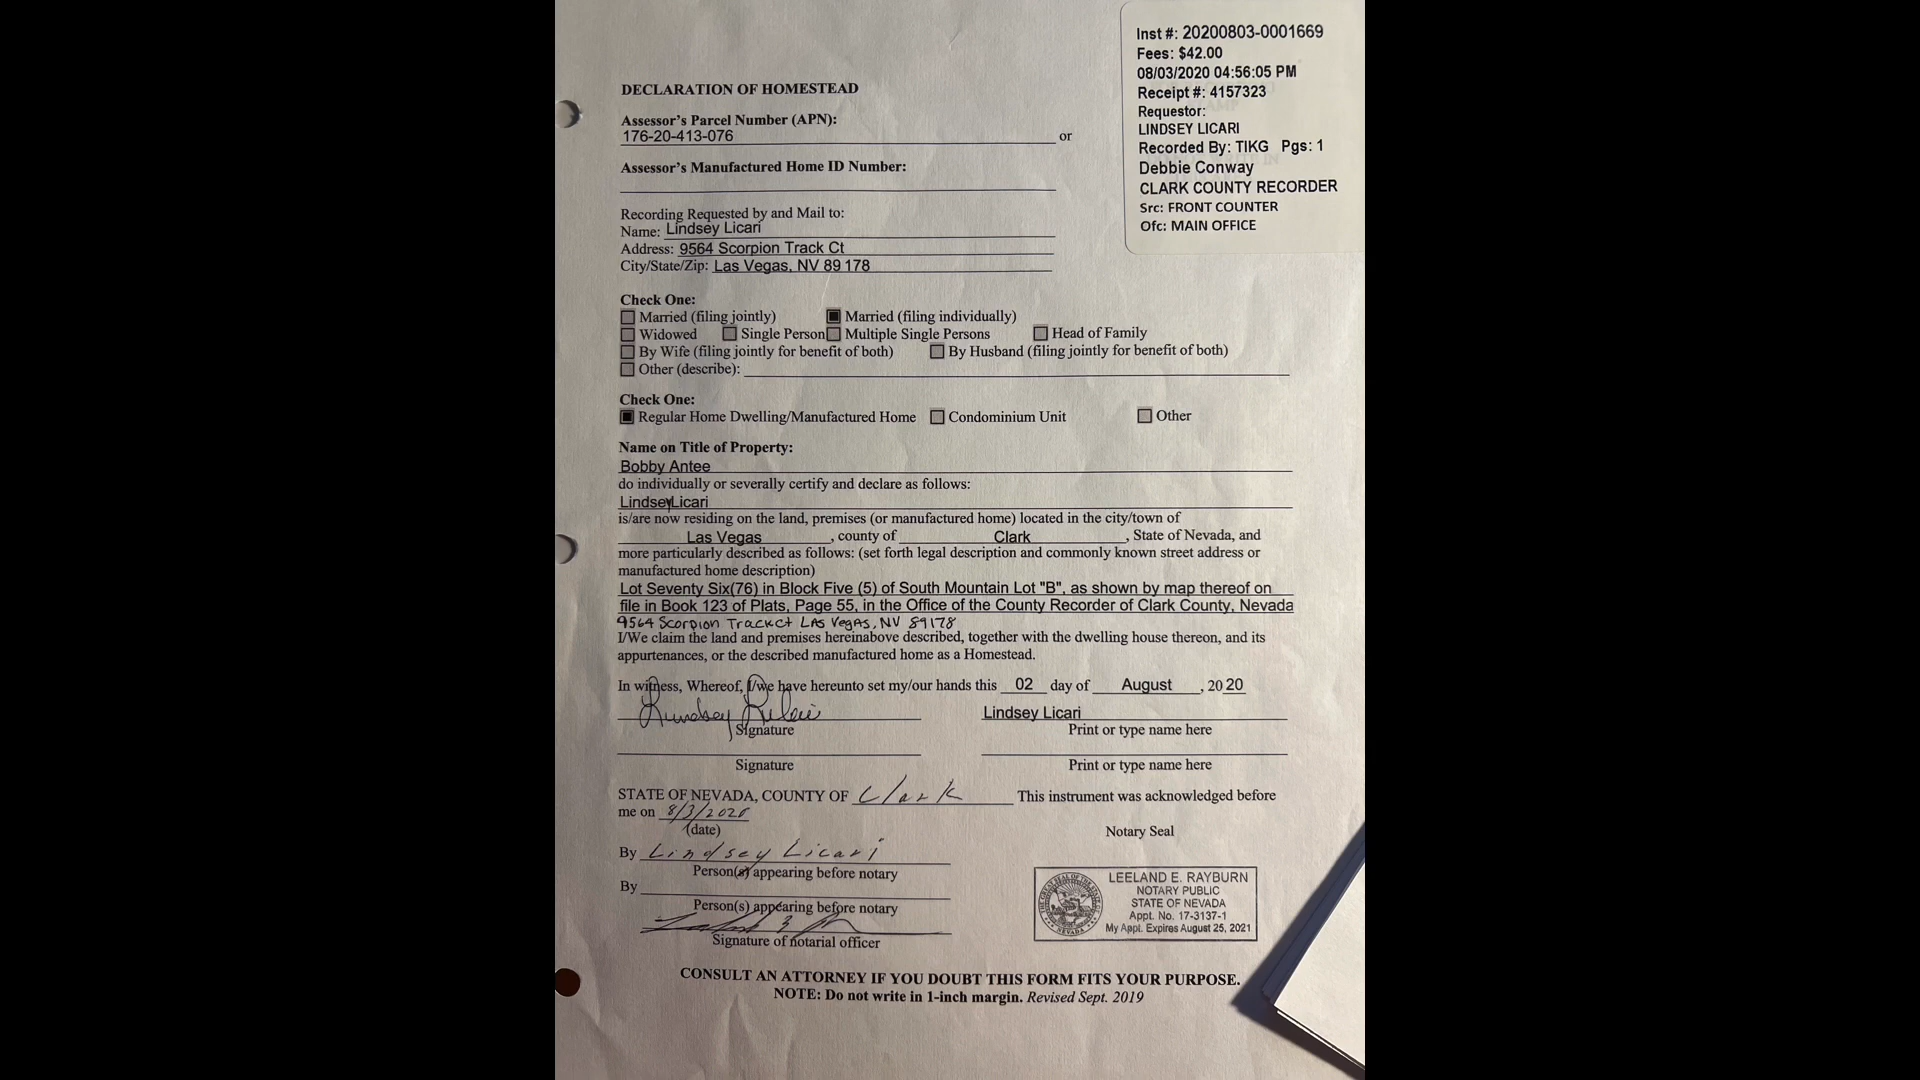 Inst #: 20200803-0001669
Fees: $42.00
08/03/2020 04:56:05 PM
Receipt #: 4157323
Requestor:
LINDSEY LICARI
Recorded By: TIKG Pgs: 1
Debbie Conway
CLARK COUNTY RECORDER
Src: FRONT COUNTER
Ofc: MAIN OFFICE
DECLARATION OF HOMESTEAD
Assessor's Parcel Number (APN):
176-20-413-076 or
Assessor's Manufactured Home ID Number:
Recording Requested by and Mail to:
Name: Lindsey Licari
Address: 9564 Scorpion Track Ct
City/State/Zip: Las Vegas, NV 89178
Check One:
Married (filing jointly) Married (filing individually)
Widowed Single Person Multiple Single Persons Head of Family
By Wife (filing jointly for benefit of both) By Husband (filing jointly for benefit of both)
Other (describe):
Check One:
Regular Home Dwelling/Manufactured Home Condominium Unit Other
Name on Title of Property:
Bobby Antee
do individually or severally certify and declare as follows:
Lindsey Licari
is/are now residing on the land, premises (or manufactured home) located in the city/town of
Las Vegas , county of Clark , State of Nevada, and
more particularly described as follows: (set forth legal description and commonly known street address or
manufactured home description)
Lot Seventy Six(76) in Block Five (5) of South Mountain Lot "B", as shown by map thereof on
file in Book 123 of Plats, Page 55, in the Office of the County Recorder of Clark County, Nevada
9564 Scorpion Track ct Las Vegas, NV 89178
I/We claim the land and premises hereinabove described, together with the dwelling house thereon, and its
appurtenances, or the described manufactured home as a Homestead.
In witness, Whereof, I/we have hereunto set my/our hands this 02 day of August , 2020
Lindsey Licari Lindsey Licari
Signature Print or type name here
Signature Print or type name here
STATE OF NEVADA, COUNTY OF Clark This instrument was acknowledged before
me on 8/3/2020
(date) Notary Seal
By Lindsey Licari
Person(s) appearing before notary
By
Person(s) appearing before notary
Signature of notarial officer
THE GREAT SEAL OF THE STATE OF NEVADA
LEELAND E. RAYBURN
NOTARY PUBLIC
STATE OF NEVADA
Appt. No. 17-3137-1
My Appt. Expires August 25, 2021
CONSULT AN ATTORNEY IF YOU DOUBT THIS FORM FITS YOUR PURPOSE.
NOTE: Do not write in 1-inch margin. Revised Sept. 2019